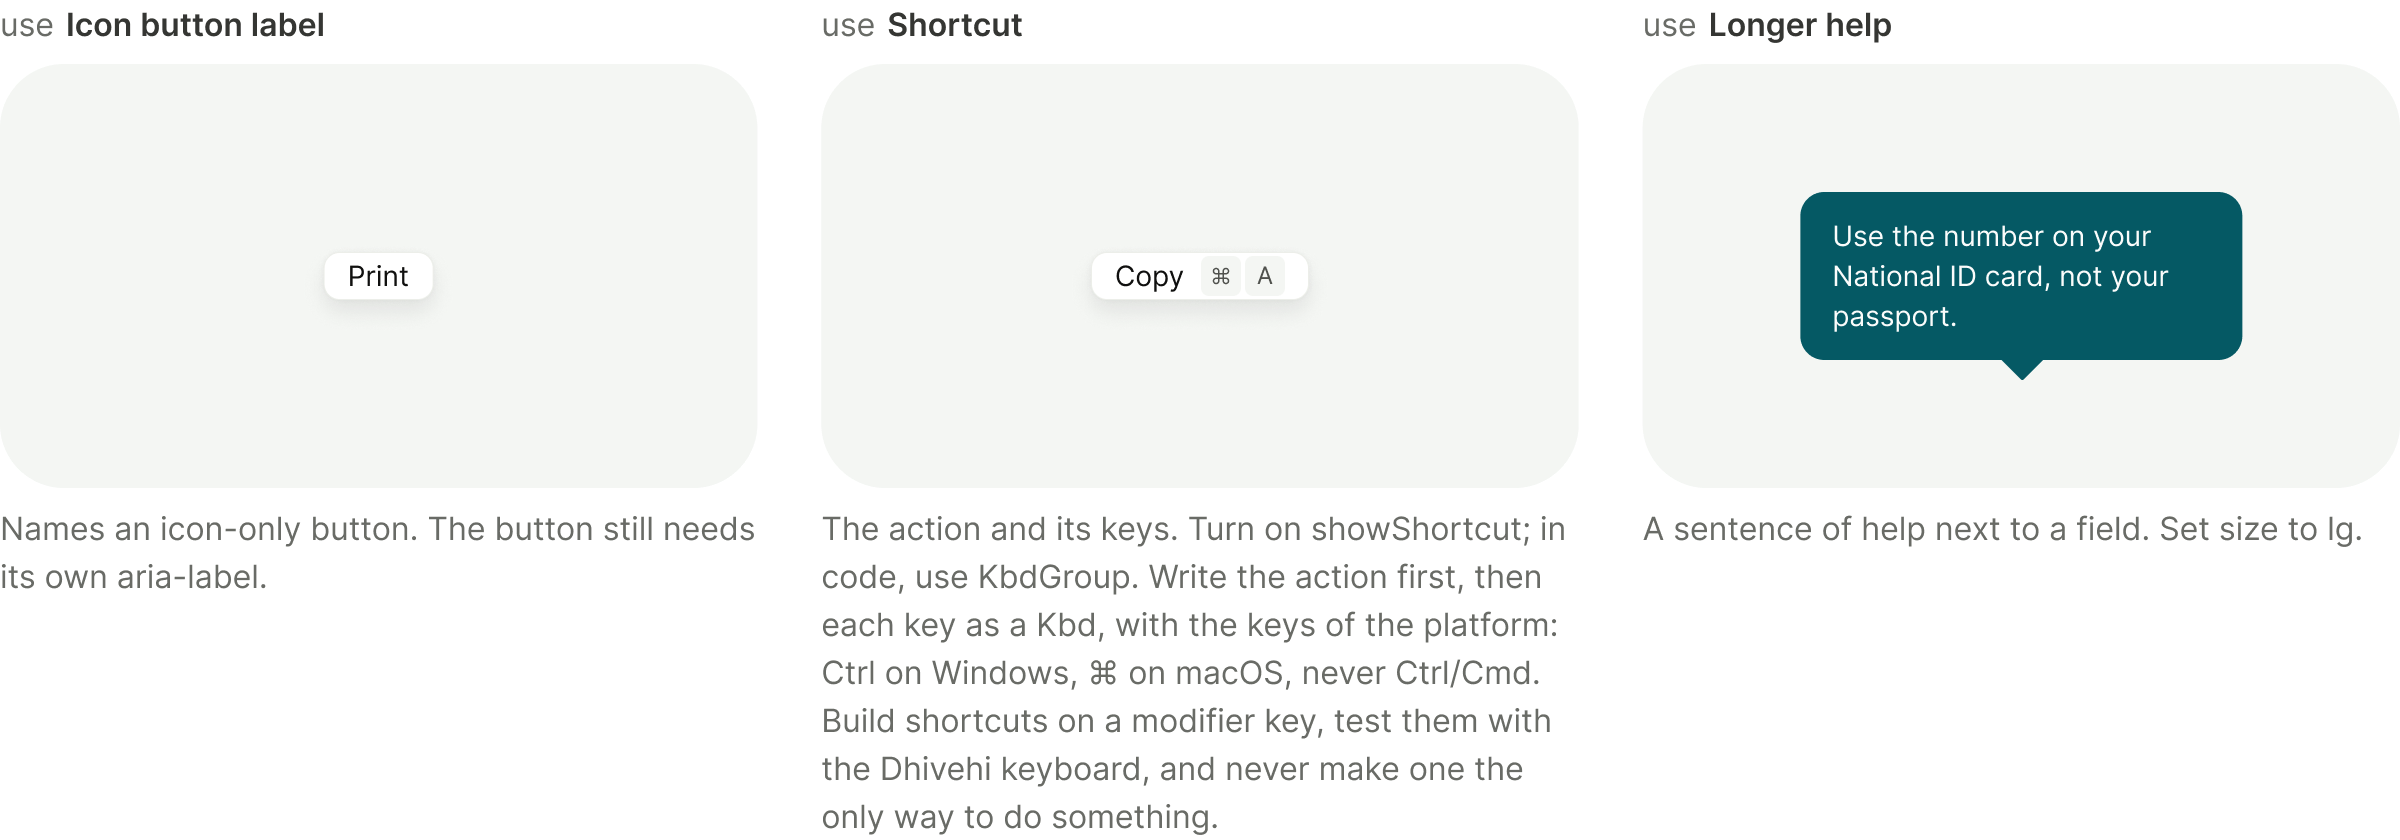 use Icon button label
Print
Names an icon-only button. The button still needs
its own aria-label.
use Shortcut
Copy ⌘ A
The action and its keys. Turn on showShortcut; in
code, use KbdGroup. Write the action first, then
each key as a Kbd, with the keys of the platform:
Ctrl on Windows, ⌘ on macOS, never Ctrl/Cmd.
Build shortcuts on a modifier key, test them with
the Dhivehi keyboard, and never make one the
only way to do something.
use Longer help
Use the number on your
National ID card, not your
passport.
A sentence of help next to a field. Set size to lg.